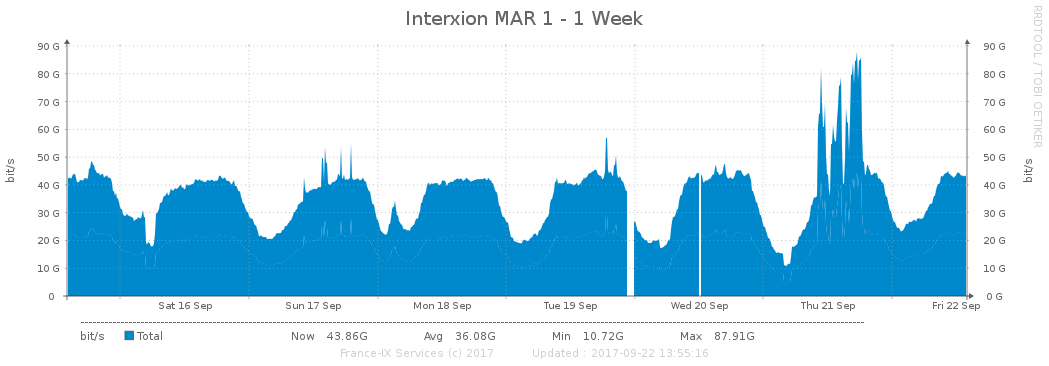 Interxion MAR 1 - 1 Week
RRDTOOL / TOBI OETIKER
bit/s
90 G
80 G
70 G
60 G
50 G
40 G
30 G
20 G
10 G
0
90 G
80 G
70 G
60 G
50 G
40 G
30 G
20 G
10 G
0 G
bit/s
Sat 16 Sep Sun 17 Sep Mon 18 Sep Tue 19 Sep Wed 20 Sep Thu 21 Sep Fri 22 Sep
bit/s Total Now 43.86G Avg 36.08G Min 10.72G Max 87.91G
France-IX Services (c) 2017 Updated : 2017-09-22 13:55:16